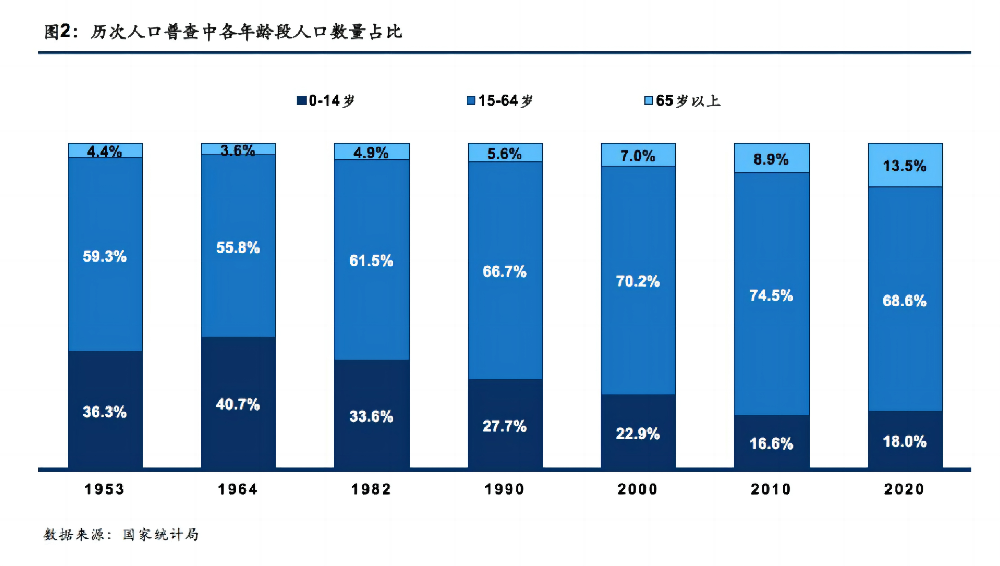 图2：历次人口普查中各年龄段人口数量占比
0-14岁 15-64岁 65岁以上
4.4% 3.6% 4.9% 5.6% 7.0% 8.9% 13.5%
59.3% 55.8% 61.5% 66.7% 70.2% 74.5% 68.6%
36.3% 40.7% 33.6% 27.7% 22.9% 16.6% 18.0%
1953 1964 1982 1990 2000 2010 2020
数据来源：国家统计局